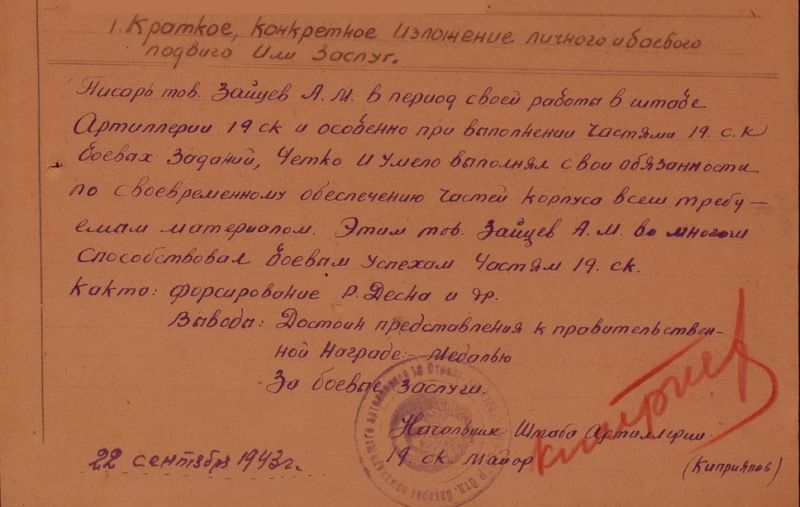 1. Краткое, конкретное изложение личного и боевого
подвига или заслуг.
Писарь тов. Зайцев А.М. в период своей работы в штабе
Артиллерии 19 ск и особенно при выполнении частями 19. с.к
боевых заданий, четко и умело выполнял свои обязанности
по своевременному обеспечению частей корпуса всем требу-
емым материалом. Этим тов. Зайцев А.М. во многом
способствовал боевым успехам частям 19. ск.
Както: форсирование р. Десна и др.
Вывода: Достоин представления к правительствен-
ной награде:- медалью
За боевые заслуги.
Начальник Штаба Артиллерии
19 ск майор
(Киприянов)
22 сентября 1943г.